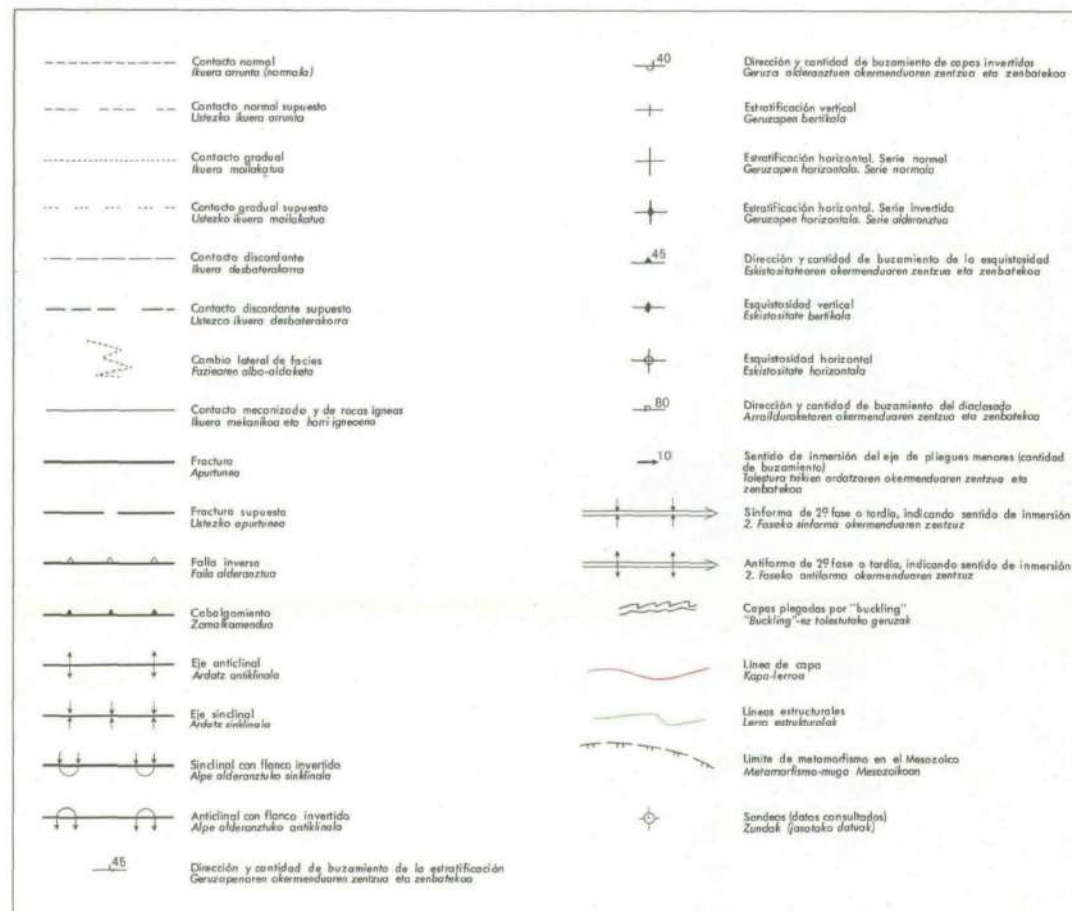 Contacto normal
Ikuera arrunta (normala)
Contacto normal supuesto
Ustezko ikuera arrunta
Contacto gradual
Ikuera mailakatua
Contacto gradual supuesto
Ustezko ikuera mailakatua
Contacto discordante
Ikuera desbaterakorra
Contacto discordante supuesto
Ustezco ikuera desbaterakorra
Cambio lateral de facies
Faziearen albo-aldaketa
Contacto mecanizado y de rocas igneas
Ikuera mekanikoa eta harri igneoena
Fractura
Apurtunea
Fractura supuesta
Ustezko apurtunea
Falla inversa
Faila alderanztua
Cabalgamiento
Zamalkamendua
Eje anticlinal
Ardatz antiklinala
Eje sinclinal
Ardatz sinklinala
Sinclinal con flanco invertido
Alpe alderanztuko sinklinala
Anticlinal con flanco invertido
Alpe alderanztuko antiklinala
45
Dirección y cantidad de buzamiento de la estratificación
Geruzapenaren okermenduaren zentzua eta zenbatekoa
40
Dirección y cantidad de buzamiento de capas invertidas
Geruza alderanztuen okermenduaren zentzua eta zenbatekoa
Estratificación vertical
Geruzapen bertikala
Estratificación horizontal. Serie normal
Geruzapen horizontala. Serie normala
Estratificación horizontal. Serie invertida
Geruzapen horizontala. Serie alderanztua
45
Dirección y cantidad de buzamiento de la esquistosidad
Eskistositatearen okermenduaren zentzua eta zenbatekoa
Esquistosidad vertical
Eskistositate bertikala
Esquistosidad horizontal
Eskistositate horizontala
80
Dirección y cantidad de buzamiento del diaclasado
Arrailduraketaren okermenduaren zentzua eta zenbatekoa
10
Sentido de inmersión del eje de pliegues menores (cantidad
de buzamiento)
Tolestura txikien ardatzaren okermenduaren zentzua eta
zenbatekoa
Sinforma de 2ª fase o tardía, indicando sentido de inmersión
2. Faseko sinforma okermenduaren zentzuz
Antiforma de 2ª fase o tardía, indicando sentido de inmersión
2. Faseko antiforma okermenduaren zentzuz
Capas plegadas por "buckling"
"Buckling"-ez tolestutako geruzak
Línea de capa
Kapa-lerroa
Líneas estructurales
Lerro estrukturalak
Limite de metamorfismo en el Mesozoico
Metamorfismo-muga Mesozoikoan
Sondeos (datos consultados)
Zundak (jasotako datuak)